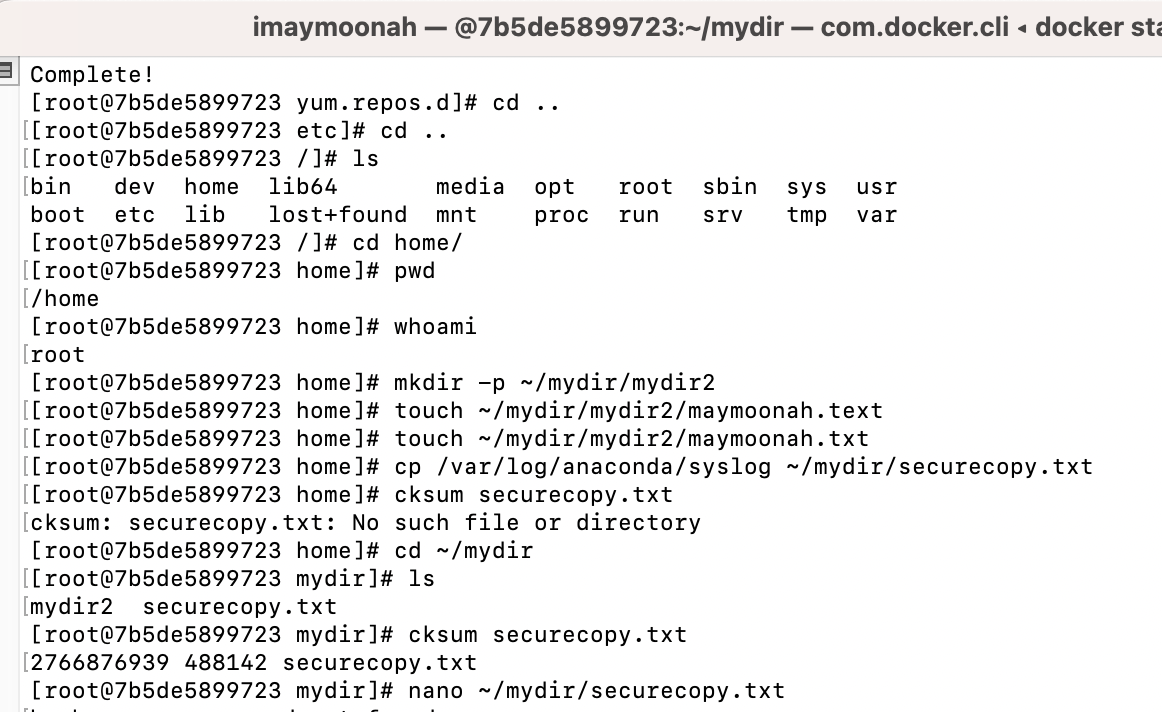 imaymoonah — @7b5de5899723:~/mydir — com.docker.cli ◂ docker sta
Complete!
[root@7b5de5899723 yum.repos.d]# cd ..
[[root@7b5de5899723 etc]# cd ..
[[root@7b5de5899723 /]# ls
[bin   dev  home  lib64       media  opt   root  sbin  sys  usr
boot  etc  lib   lost+found  mnt    proc  run   srv   tmp  var
[root@7b5de5899723 /]# cd home/
[[root@7b5de5899723 home]# pwd
[/home
[root@7b5de5899723 home]# whoami
[root
[root@7b5de5899723 home]# mkdir -p ~/mydir/mydir2
[[root@7b5de5899723 home]# touch ~/mydir/mydir2/maymoonah.text
[[root@7b5de5899723 home]# touch ~/mydir/mydir2/maymoonah.txt
[[root@7b5de5899723 home]# cp /var/log/anaconda/syslog ~/mydir/securecopy.txt
[[root@7b5de5899723 home]# cksum securecopy.txt
[cksum: securecopy.txt: No such file or directory
[root@7b5de5899723 home]# cd ~/mydir
[[root@7b5de5899723 mydir]# ls
[mydir2  securecopy.txt
[root@7b5de5899723 mydir]# cksum securecopy.txt
[2766876939 488142 securecopy.txt
[root@7b5de5899723 mydir]# nano ~/mydir/securecopy.txt